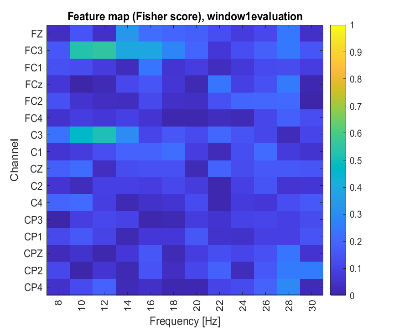 Feature map (Fisher score), window1evaluation
FZ
FC3
FC1
FCz
FC2
FC4
C3
C1
CZ
C2
C4
CP3
CP1
CPZ
CP2
CP4
Channel
8 10 12 14 16 18 20 22 24 26 28 30
Frequency [Hz]
1
0.9
0.8
0.7
0.6
0.5
0.4
0.3
0.2
0.1
0